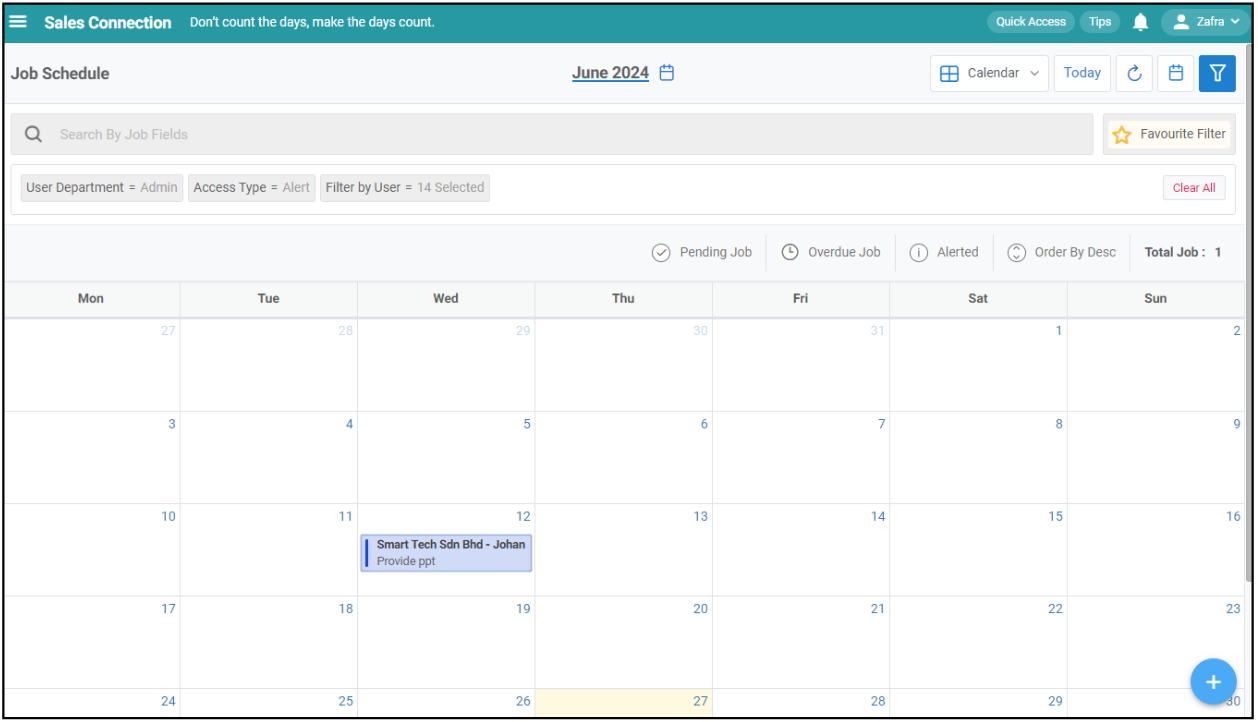 Sales Connection Don't count the days, make the days count. Quick Access Tips Zafra
Job Schedule June 2024 Calendar Today
Search By Job Fields Favourite Filter
User Department = Admin Access Type = Alert Filter by User = 14 Selected Clear All
Pending Job Overdue Job Alerted Order By Desc Total Job : 1
Mon Tue Wed Thu Fri Sat Sun
27 28 29 30 31 1 2
3 4 5 6 7 8 9
10 11 12 13 14 15 16
Smart Tech Sdn Bhd - Johan
Provide ppt
17 18 19 20 21 22 23
24 25 26 27 28 29 30